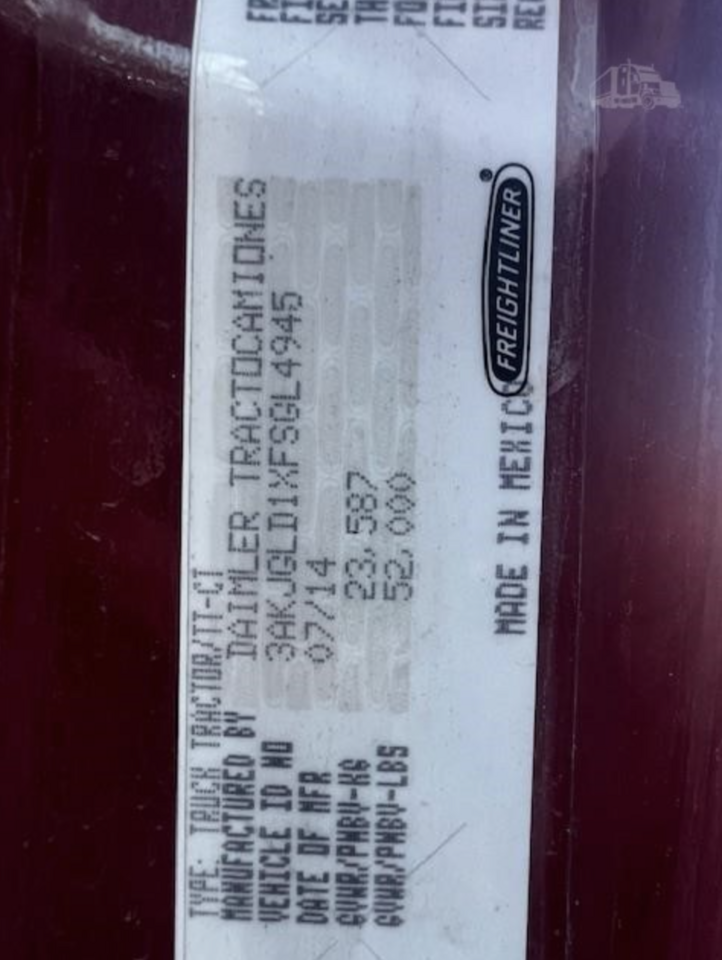 TYPE: TRUCK TRACTOR/TT-CT
MANUFACTURED BY DAIMLER TRACTOCAMIONES
VEHICLE ID NO 3AKJGLD1XFSGL4945
DATE OF MFR 07/14
GVWR/PMBV-KG 23,587
GVWR/PMBV-LBS 52,000
MADE IN MEXICO
FREIGHTLINER®